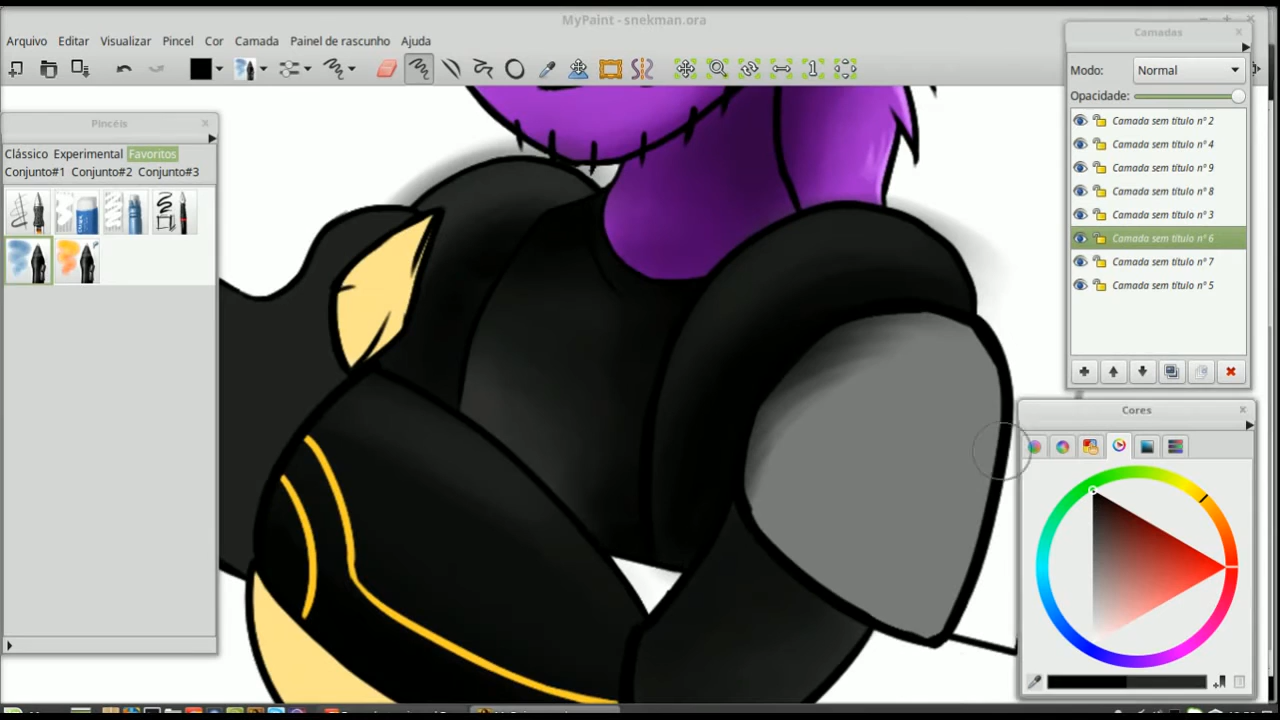 MyPaint - snekman.ora
Arquivo Editar Visualizar Pincel Cor Camada Painel de rascunho Ajuda
1
Pincéis
Clássico Experimental Favoritos
Conjunto#1 Conjunto#2 Conjunto#3
Camadas
Modo: Normal
Opacidade:
Camada sem título nº 2
Camada sem título nº 4
Camada sem título nº 9
Camada sem título nº 8
Camada sem título nº 3
Camada sem título nº 6
Camada sem título nº 7
Camada sem título nº 5
Cores